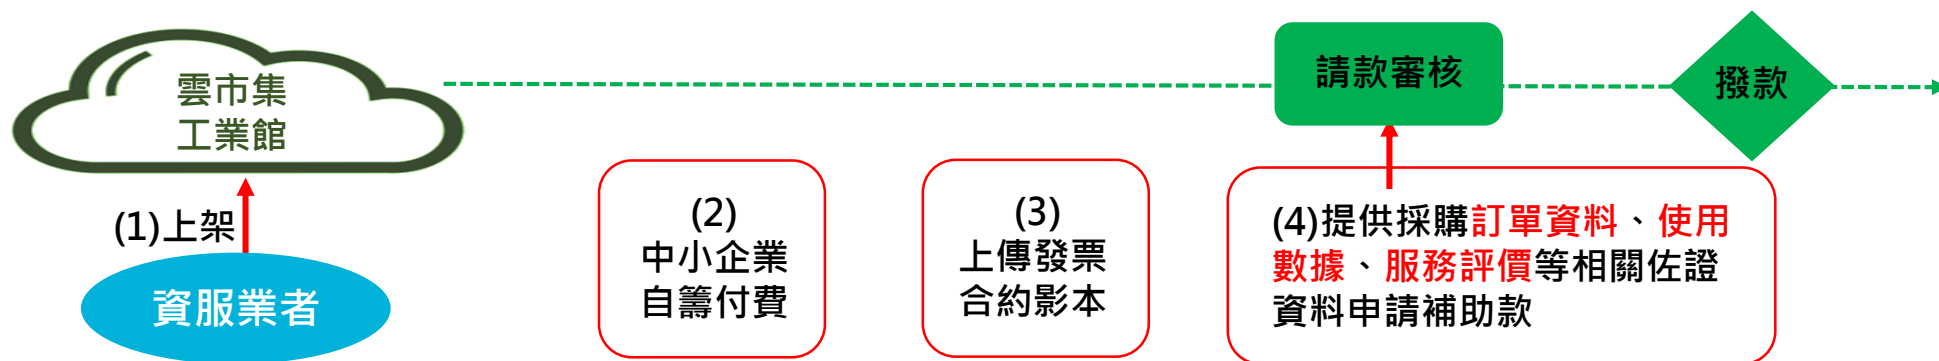 雲市集
工業館
(1)上架
資服業者
(2)
中小企業
自籌付費
(3)
上傳發票
合約影本
請款審核
(4)提供採購訂單資料、使用
數據、服務評價等相關佐證
資料申請補助款
撥款